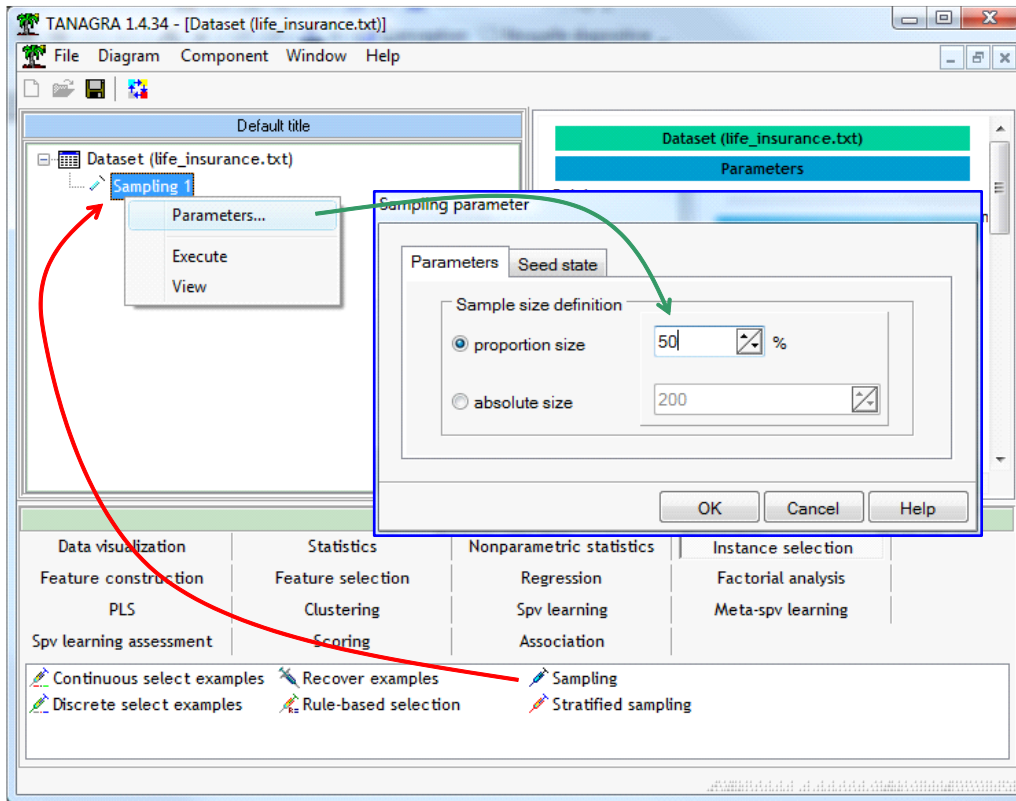 TANAGRA 1.4.34 - [Dataset (life_insurance.txt)]
File Diagram Component Window Help
Default title
Dataset (life_insurance.txt)
Sampling 1
Parameters...
Execute
View
Dataset (life_insurance.txt)
Parameters
Sampling parameter
Parameters
Seed state
Sample size definition
proportion size
50
%
absolute size
200
OK
Cancel
Help
Data visualization
Statistics
Nonparametric statistics
Instance selection
Feature construction
Feature selection
Regression
Factorial analysis
PLS
Clustering
Spv learning
Meta-spv learning
Spv learning assessment
Scoring
Association
Continuous select examples
Recover examples
Sampling
Discrete select examples
Rule-based selection
Stratified sampling